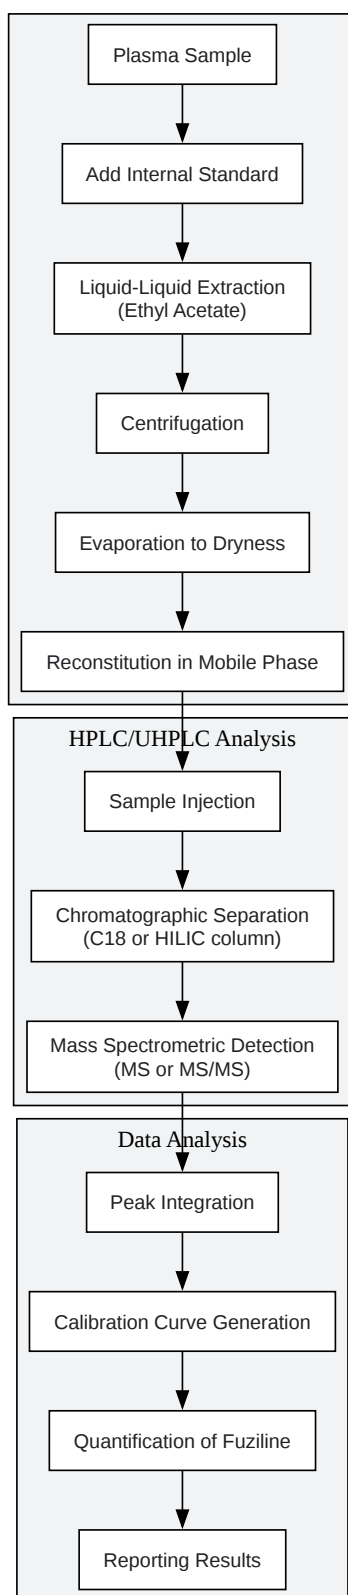 Plasma Sample
Add Internal Standard
Liquid-Liquid Extraction
(Ethyl Acetate)
Centrifugation
Evaporation to Dryness
Reconstitution in Mobile Phase
HPLC/UHPLC Analysis
Sample Injection
Chromatographic Separation
(C18 or HILIC column)
Mass Spectrometric Detection
(MS or MS/MS)
Data Analysis
Peak Integration
Calibration Curve Generation
Quantification of Fuziline
Reporting Results